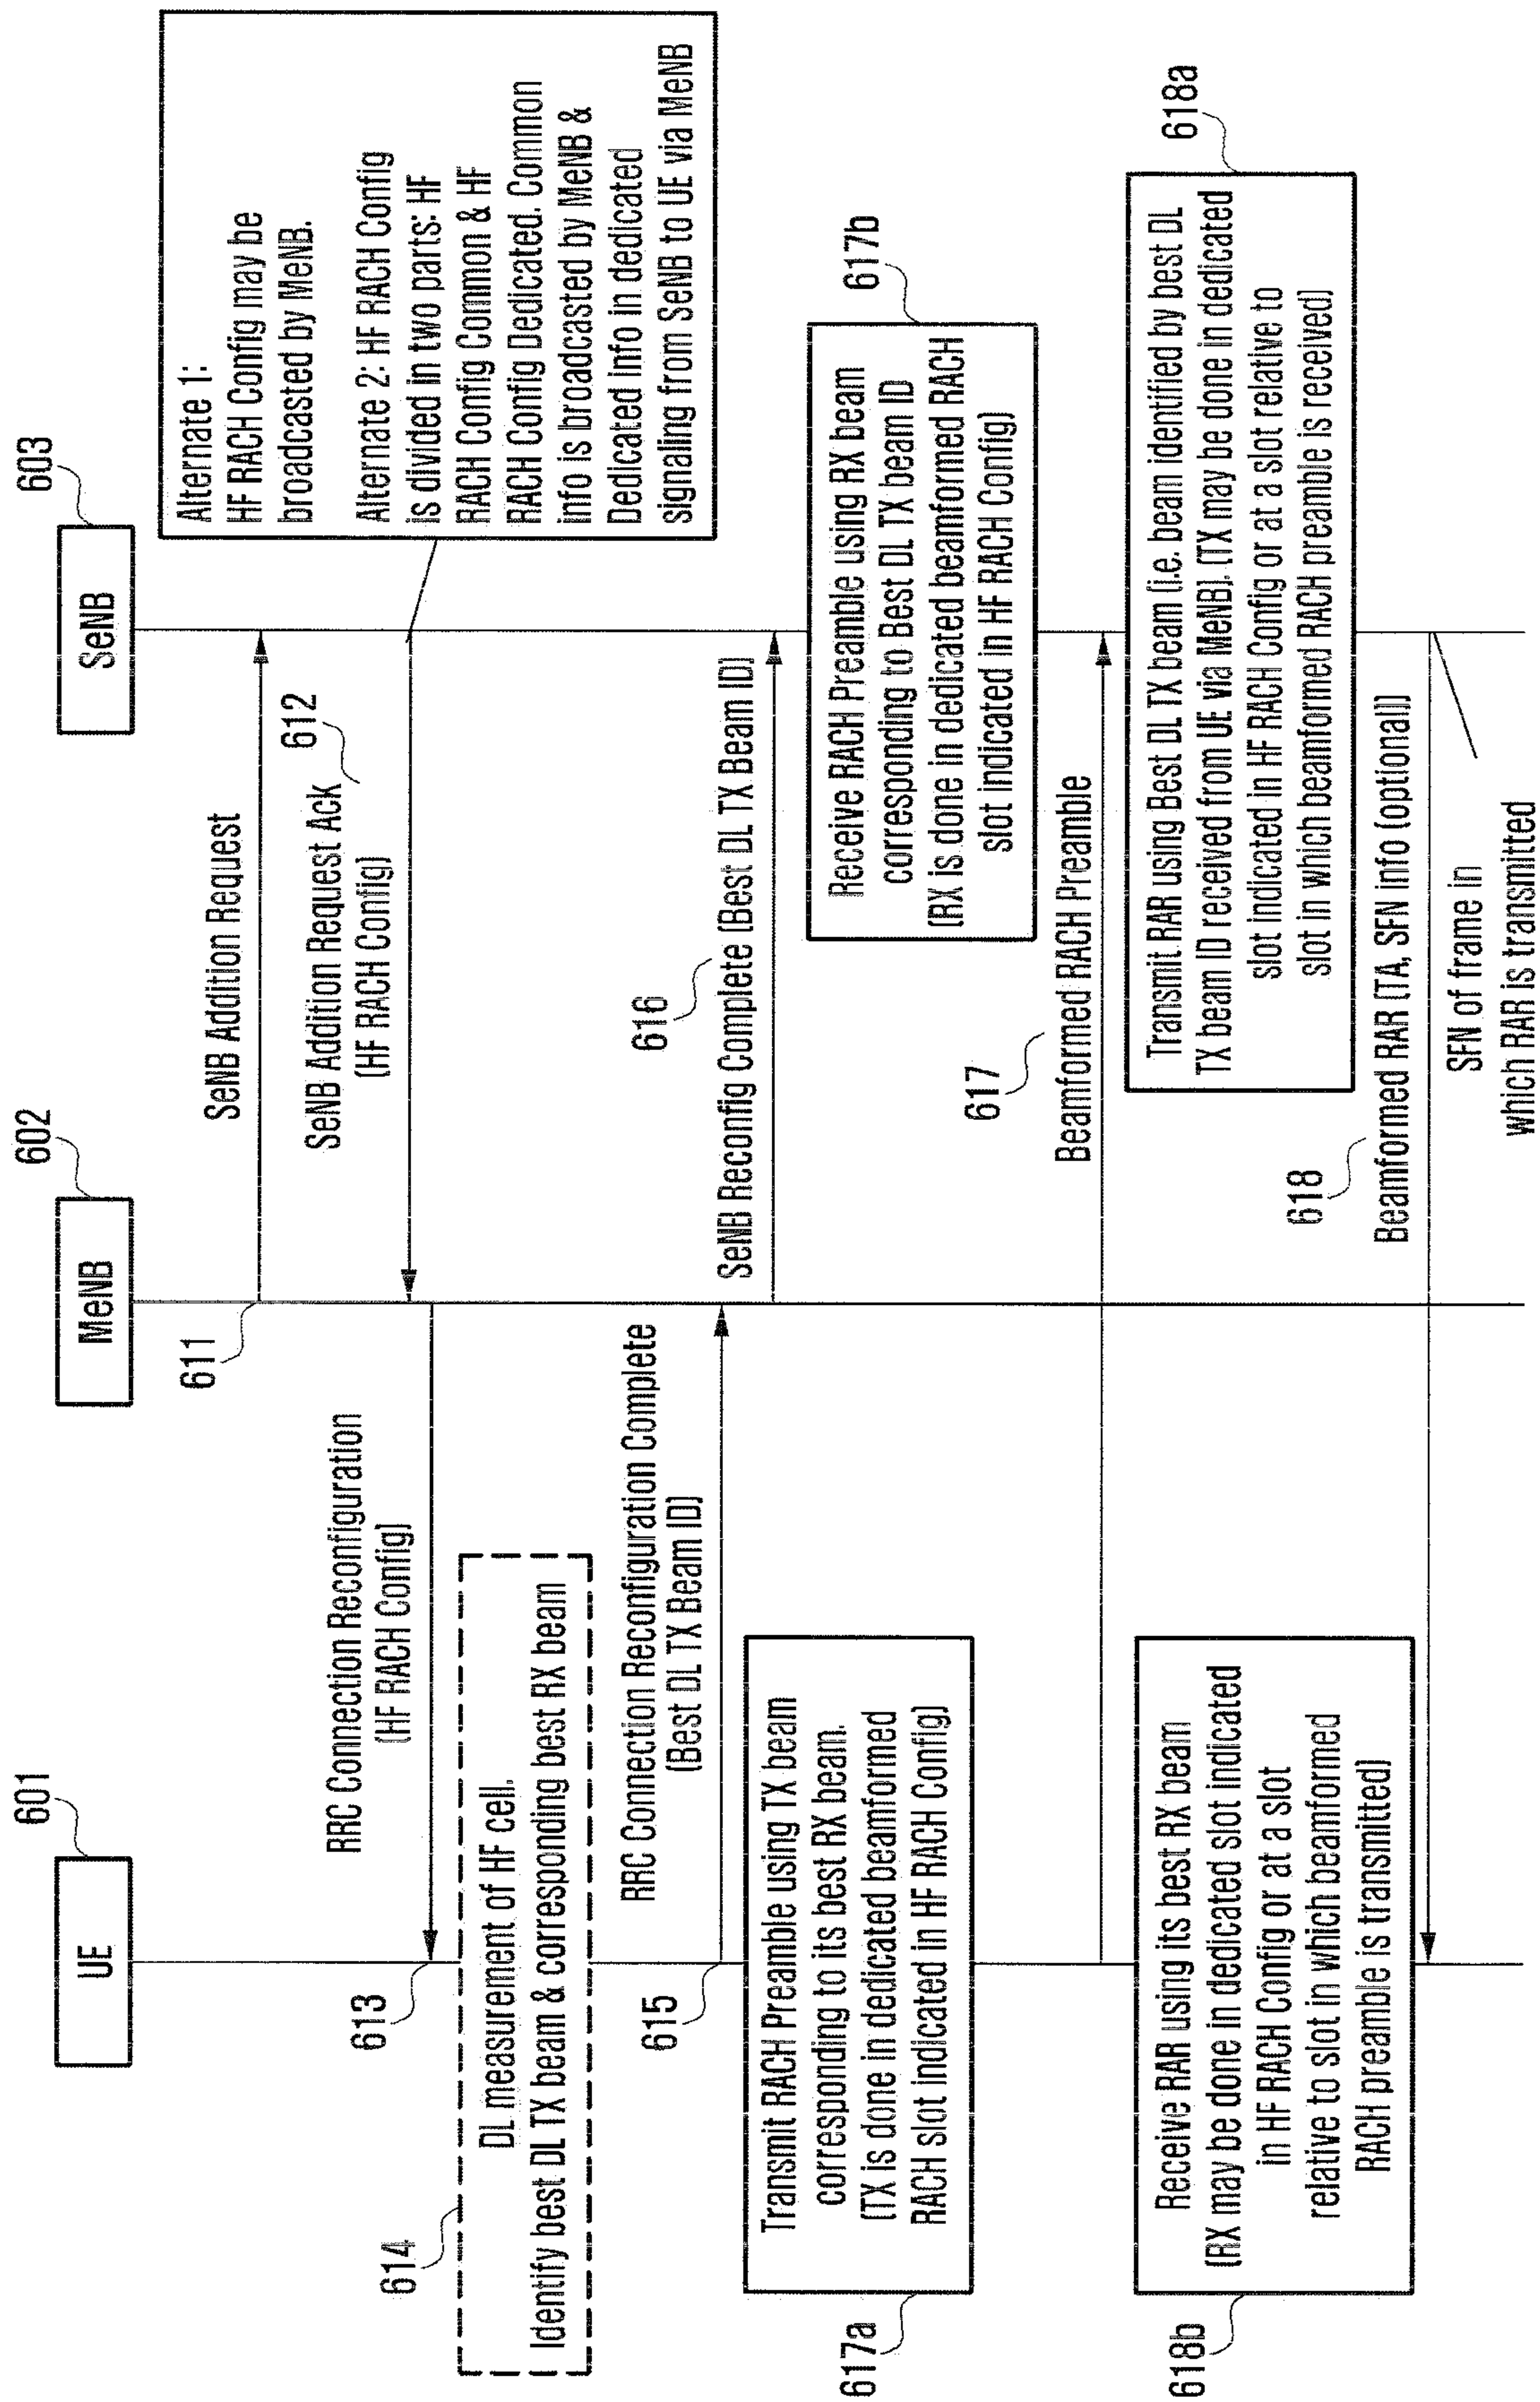 UE
601
MeNB
602
SeNB
603
611
SeNB Addition Request
SeNB Addition Request Ack
(HF RACH Config)
612
Alternate 1:
HF RACH Config may be
broadcasted by MeNB.
Alternate 2: HF RACH Config
is divided in two parts: HF
RACH Config Common & HF
RACH Config Dedicated. Common
info is broadcasted by MeNB &
Dedicated Info in dedicated
signaling from SeNB to UE via MeNB
RRC Connection Reconfiguration
(HF RACH Config)
613
614
DL measurement of HF cell.
Identify best DL TX beam & corresponding best RX beam
615
RRC Connection Reconfiguration Complete
(Best DL TX Beam ID)
616
SeNB Reconfig Complete (Best DL TX Beam ID)
617a
Transmit RACH Preamble using TX beam
corresponding to its best RX beam.
(TX is done in dedicated beamformed
RACH slot indicated in HF RACH Config)
617b
Receive RACH Preamble using RX beam
corresponding to Best DL TX beam ID
(RX is done in dedicated beamformed RACH
slot indicated in HF RACH Config)
617
Beamformed RACH Preamble
618a
Transmit RAR using Best DL TX beam (i.e. beam identified by best DL
TX beam ID received from UE via MeNB). (TX may be done in dedicated
slot indicated in HF RACH Config or at a slot relative to
slot in which beamformed RACH preamble is received)
618b
Receive RAR using its best RX beam
(RX may be done in dedicated slot indicated
in HF RACH Config or at a slot
relative to slot in which beamformed
RACH preamble is transmitted)
618
Beamformed RAR (TA, SFN info (optional))
SFN of frame in
which RAR is transmitted